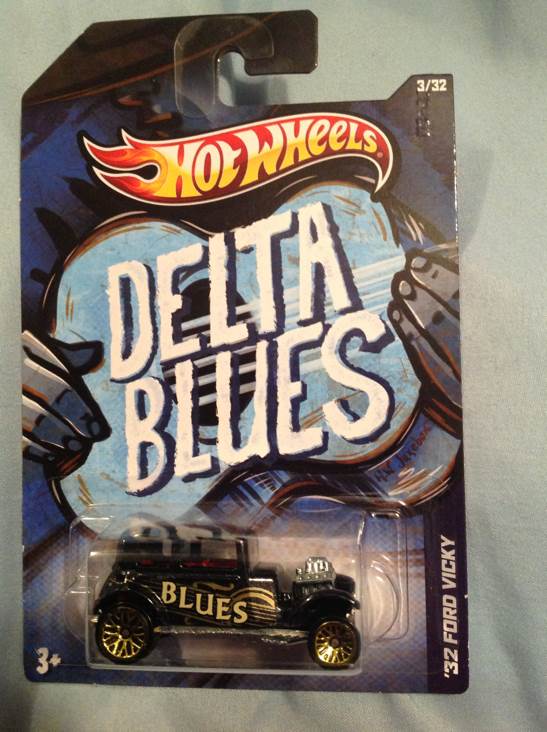 3/32
HOT WHEELS
DELTA
BLUES
BLUES
'32 FORD VICKY
3+